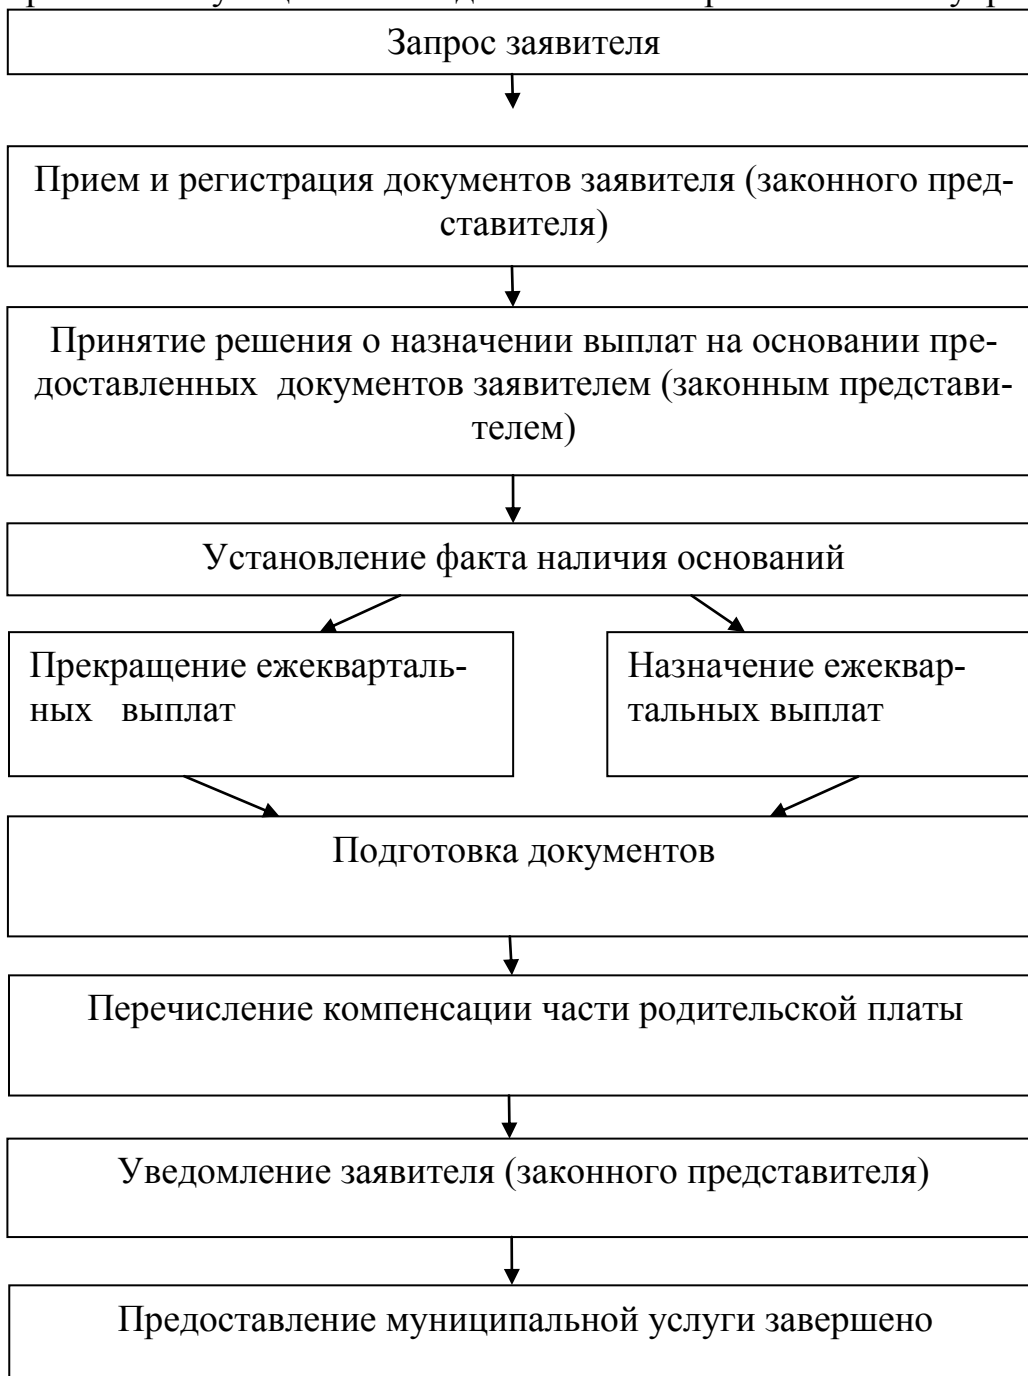 Запрос заявителя
Прием и регистрация документов заявителя (законного пред-
ставителя)
Принятие решения о назначении выплат на основании пре-
доставленных документов заявителем (законным представи-
телем)
Установление факта наличия оснований
Прекращение ежекварталь-
ных выплат
Назначение ежеквар-
тальных выплат
Подготовка документов
Перечисление компенсации части родительской платы
Уведомление заявителя (законного представителя)
Предоставление муниципальной услуги завершено